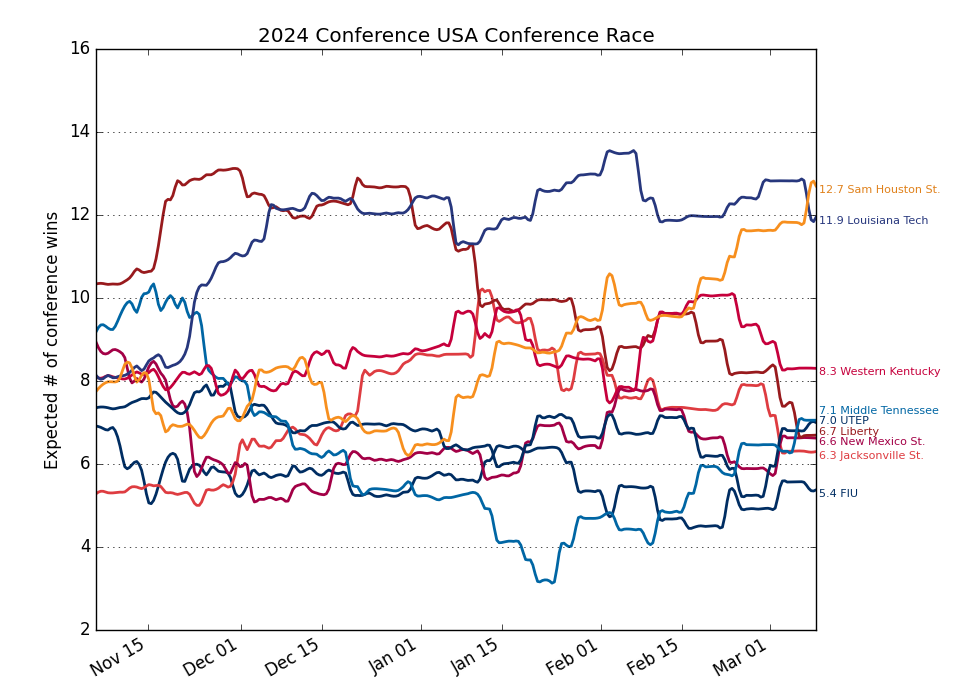 2024 Conference USA Conference Race
Expected # of conference wins
16
14
12
10
8
6
4
2
Nov 15
Dec 01
Dec 15
Jan 01
Jan 15
Feb 01
Feb 15
Mar 01
12.7 Sam Houston St.
11.9 Louisiana Tech
8.3 Western Kentucky
7.1 Middle Tennessee
7.0 UTEP
6.7 Liberty
6.6 New Mexico St.
6.3 Jacksonville St.
5.4 FIU